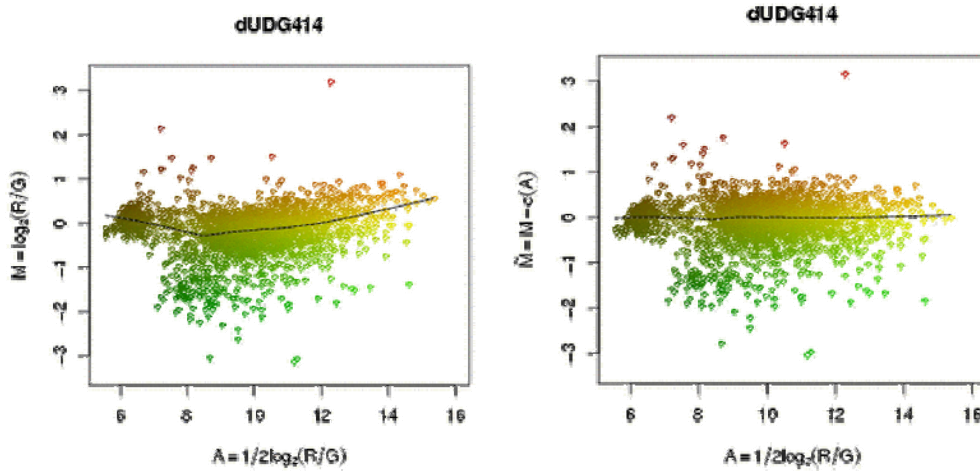 dUDG414
M = log₂(R/G)
3
2
1
0
−1
−2
−3
6 8 10 12 14 16
A = 1/2log₂(R/G)
dUDG414
M̃ = M − c(A)
3
2
1
0
−1
−2
−3
6 8 10 12 14 16
A = 1/2log₂(R/G)